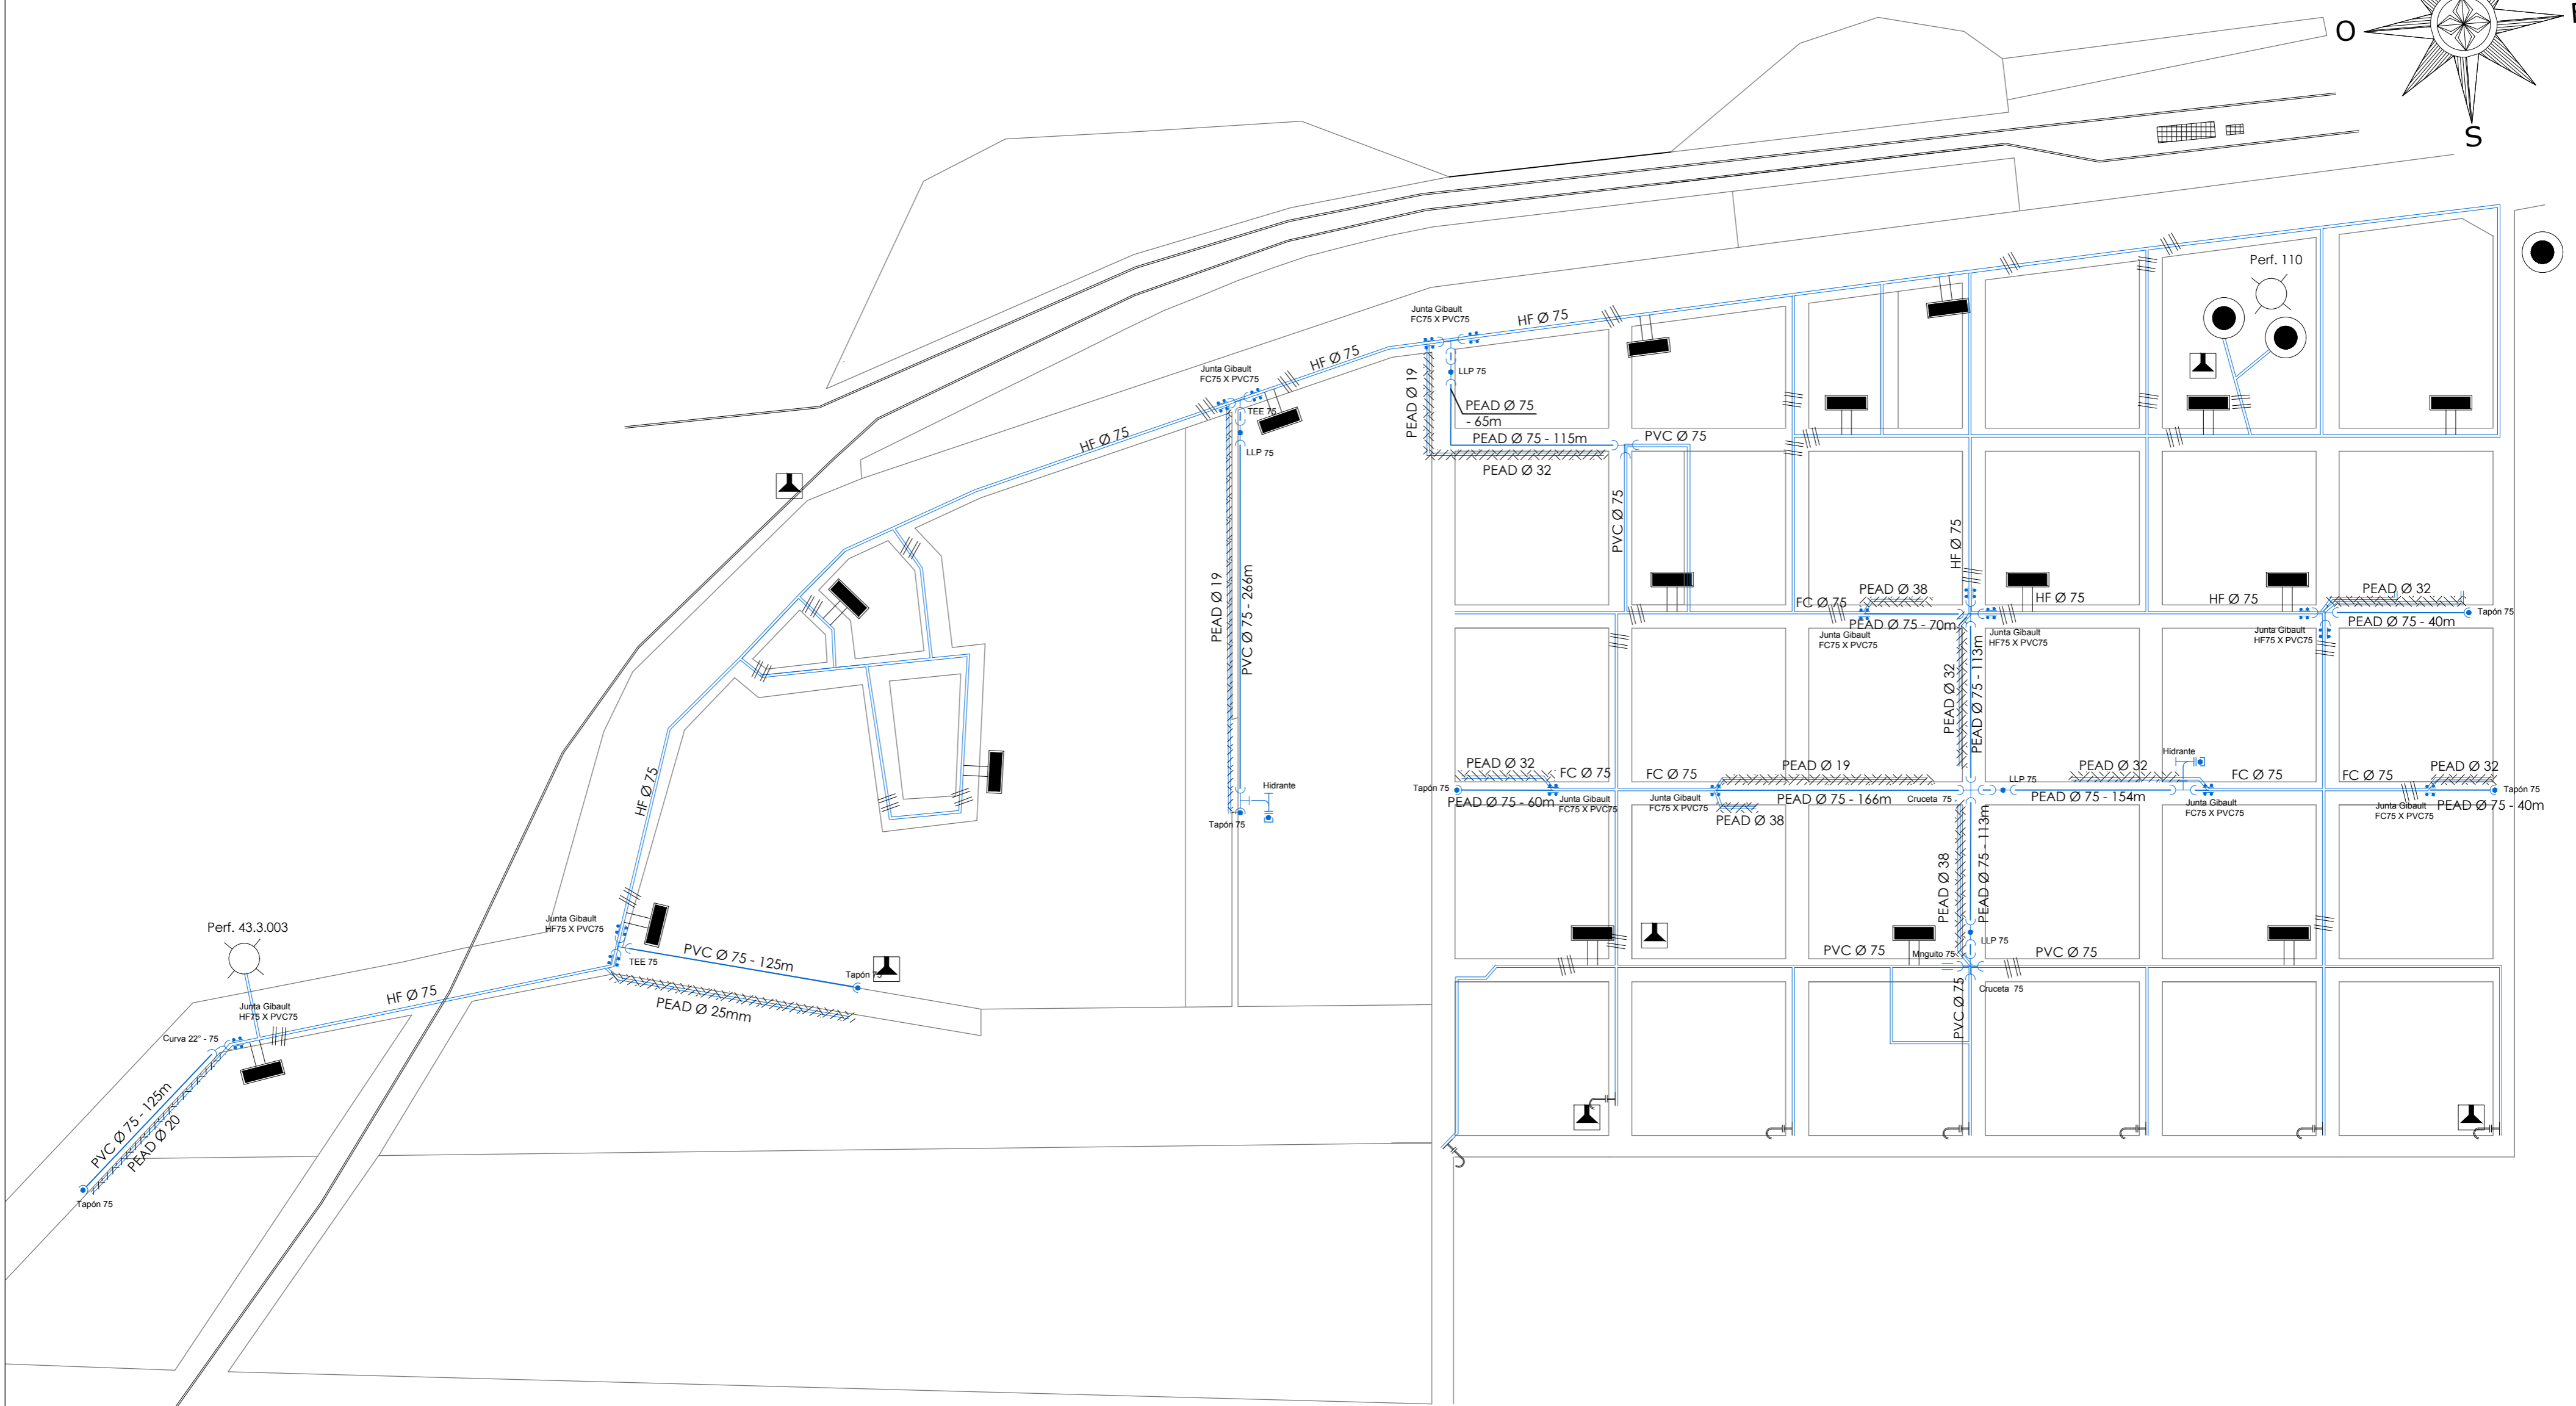 O
S
Perf. 110
Junta Gibault
FC75 X PVC75
HF Ø 75
HF Ø 75
Junta Gibault
FC75 X PVC75
LLP 75
PEAD Ø 19
PEAD Ø 75
- 65m
TEE 75
HF Ø 75
LLP 75
PEAD Ø 75 - 115m
PVC Ø 75
PEAD Ø 32
PVC Ø 75
HF Ø 75
PEAD Ø 19
PVC Ø 75 - 266m
FC Ø 75
PEAD Ø 38
HF Ø 75
HF Ø 75
PEAD Ø 32
Tapón 75
PEAD Ø 75 - 70m
Junta Gibault
FC75 X PVC75
Junta Gibault
HF75 X PVC75
Junta Gibault
HF75 X PVC75
PEAD Ø 75 - 40m
PEAD Ø 32
PEAD Ø 75 - 113m
HF Ø 75
Hidrante
PEAD Ø 32
FC Ø 75
FC Ø 75
PEAD Ø 19
LLP 75
PEAD Ø 32
Hidrante
FC Ø 75
FC Ø 75
PEAD Ø 32
Tapón 75
PEAD Ø 75 - 60m
Junta Gibault
FC75 X PVC75
Junta Gibault
FC75 X PVC75
PEAD Ø 75 - 166m
Cruceta 75
PEAD Ø 75 - 154m
Junta Gibault
FC75 X PVC75
Junta Gibault
FC75 X PVC75
Tapón 75
PEAD Ø 75 - 40m
PEAD Ø 38
Tapón 75
PEAD Ø 38
PEAD Ø 75 - 113m
LLP 75
Perf. 43.3.003
Junta Gibault
HF75 X PVC75
TEE 75
PVC Ø 75 - 125m
Tapón 75
PEAD Ø 25mm
PVC Ø 75
Mnguito 75
PVC Ø 75
Cruceta 75
PVC Ø 75
HF Ø 75
Junta Gibault
HF75 X PVC75
Curva 22° - 75
PVC Ø 75 - 125m
PEAD Ø 20
Tapón 75